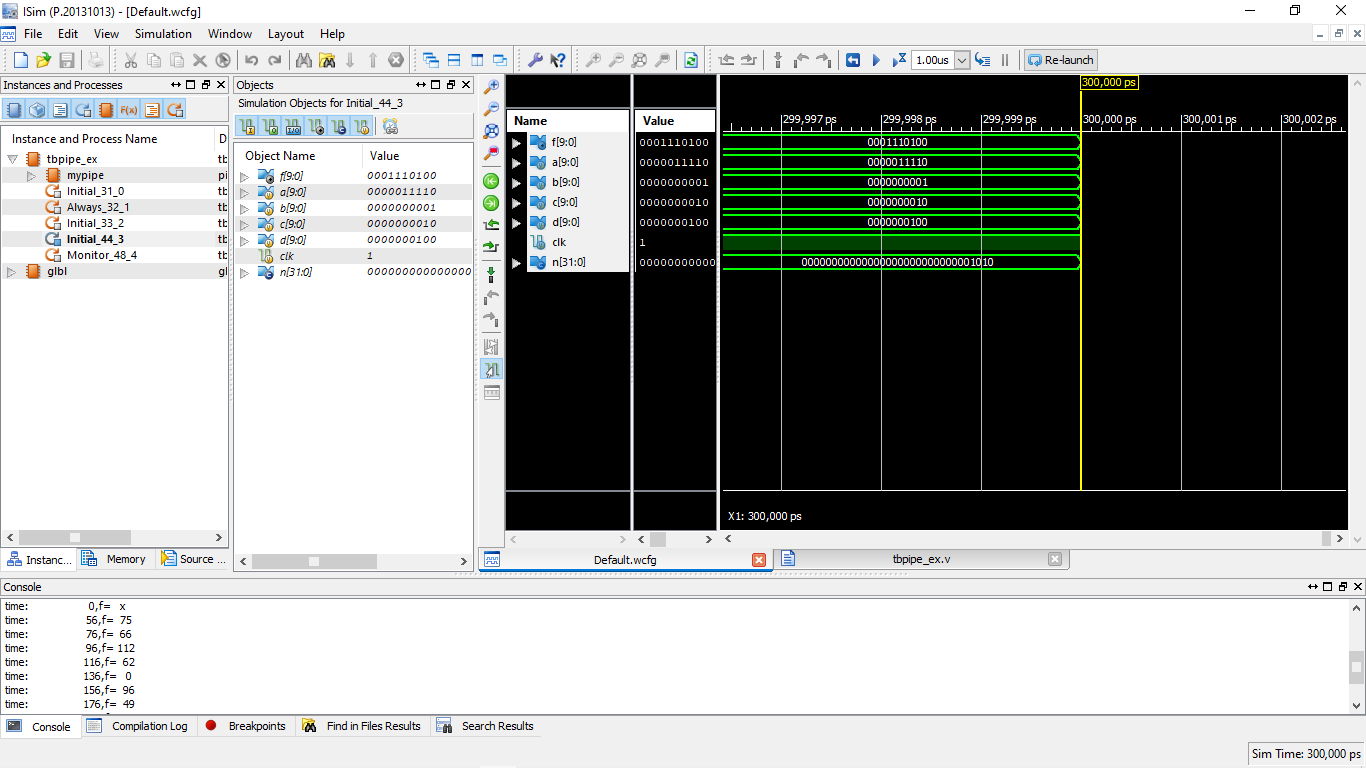 ISim (P.20131013) - [Default.wcfg]
File Edit View Simulation Window Layout Help
1.00us Re-launch
Instances and Processes
Instance and Process Name D
tbpipe_ex tb
mypipe pi
Initial_31_0 tb
Always_32_1 tb
Initial_33_2 tb
Initial_44_3 tb
Monitor_48_4 tb
glbl gl
Instanc... Memory Source ...
Objects
Simulation Objects for Initial_44_3
Object Name Value
f[9:0] 0001110100
a[9:0] 0000011110
b[9:0] 0000000001
c[9:0] 0000000010
d[9:0] 0000000100
clk 1
n[31:0] 000000000000000
Name Value
f[9:0] 0001110100
a[9:0] 0000011110
b[9:0] 0000000001
c[9:0] 0000000010
d[9:0] 0000000100
clk 1
n[31:0] 00000000000
300,000 ps
299,997 ps 299,998 ps 299,999 ps 300,000 ps 300,001 ps 300,002 ps
0001110100
0000011110
0000000001
0000000010
0000000100
00000000000000000000000000001010
X1: 300,000 ps
Default.wcfg tbpipe_ex.v
Console
time: 0,f= x
time: 56,f= 75
time: 76,f= 66
time: 96,f= 112
time: 116,f= 62
time: 136,f= 0
time: 156,f= 96
time: 176,f= 49
Console Compilation Log Breakpoints Find in Files Results Search Results
Sim Time: 300,000 ps